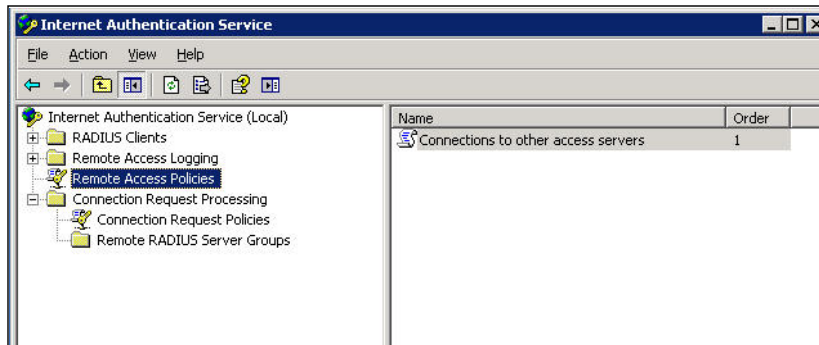 Internet Authentication Service
File Action View Help
Internet Authentication Service (Local)
RADIUS Clients
Remote Access Logging
Remote Access Policies
Connection Request Processing
Connection Request Policies
Remote RADIUS Server Groups
Name Order
Connections to other access servers 1